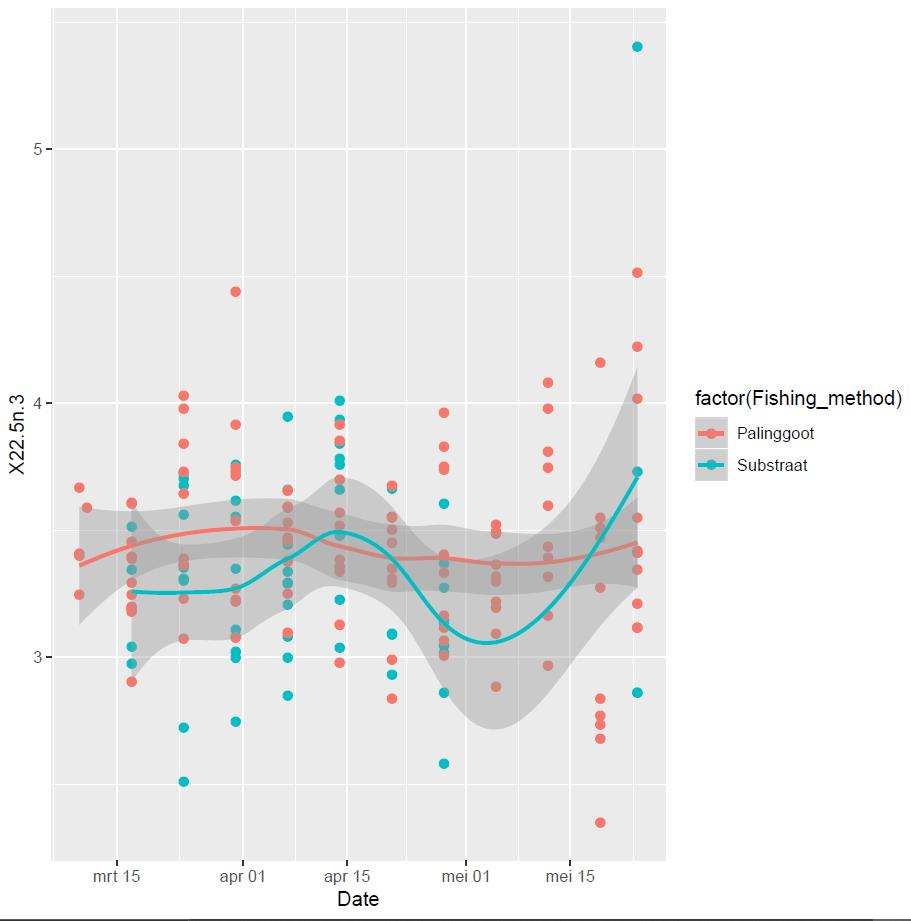 5
4
3
X22.5n.3
mrt 15
apr 01
apr 15
mei 01
mei 15
Date
factor(Fishing_method)
Palinggoot
Substraat